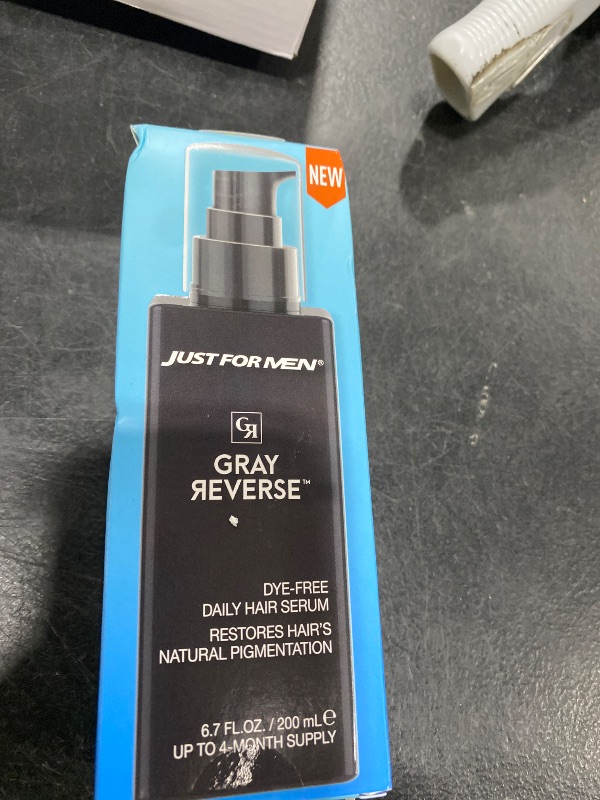 NEW
JUST FOR MEN®
GR
GRAY
REVERSE™
DYE-FREE
DAILY HAIR SERUM
RESTORES HAIR'S
NATURAL PIGMENTATION
6.7 FL.OZ. / 200 mL ℮
UP TO 4-MONTH SUPPLY